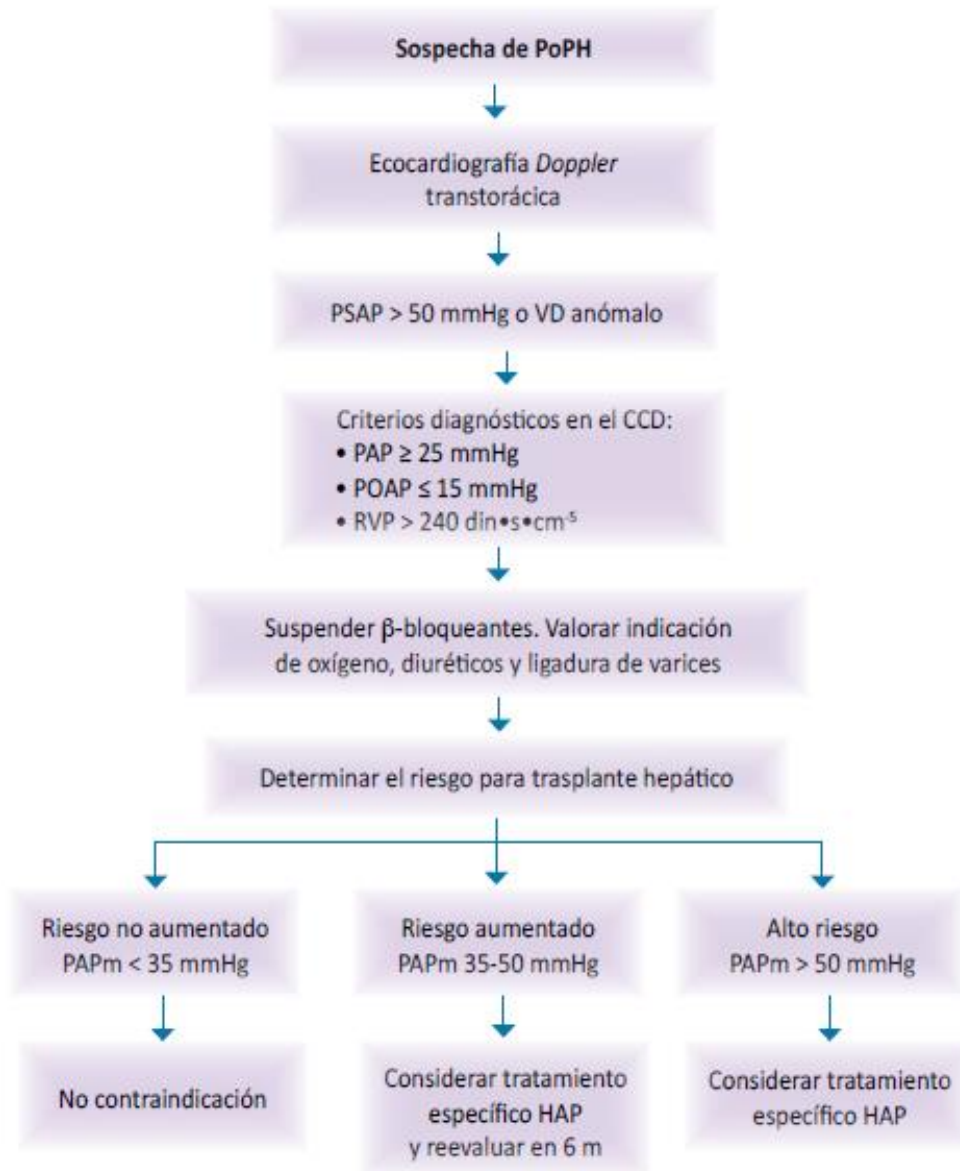 Sospecha de PoPH
Ecocardiografía Doppler
transtorácica
PSAP > 50 mmHg o VD anómalo
Criterios diagnósticos en el CCD:
• PAP ≥ 25 mmHg
• POAP ≤ 15 mmHg
• RVP > 240 din•s•cm⁻⁵
Suspender β-bloqueantes. Valorar indicación
de oxígeno, diuréticos y ligadura de varices
Determinar el riesgo para trasplante hepático
Riesgo no aumentado
PAPm < 35 mmHg
Riesgo aumentado
PAPm 35-50 mmHg
Alto riesgo
PAPm > 50 mmHg
No contraindicación
Considerar tratamiento
específico HAP
y reevaluar en 6 m
Considerar tratamiento
específico HAP